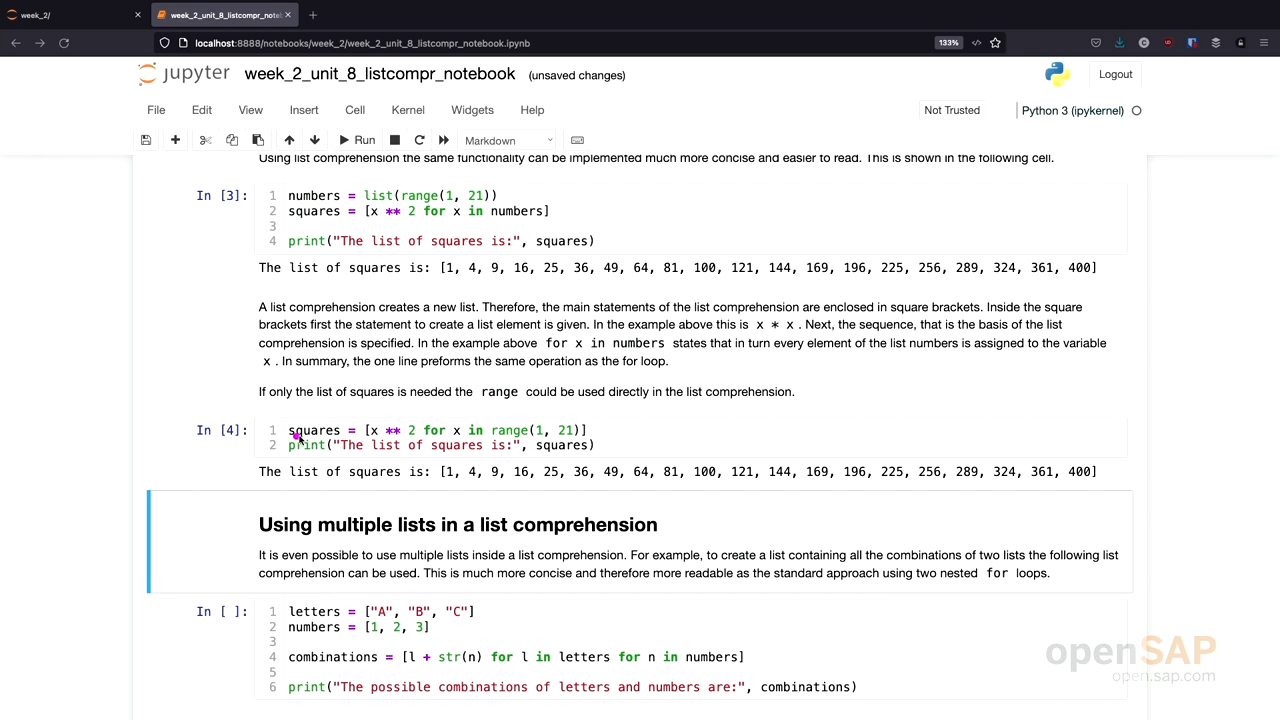 week_2/
week_2_unit_8_listcompr_note
localhost:8888/notebooks/week_2/week_2_unit_8_listcompr_notebook.ipynb
133%
jupyter week_2_unit_8_listcompr_notebook (unsaved changes)
Logout
File Edit View Insert Cell Kernel Widgets Help
Not Trusted
Python 3 (ipykernel)
Run
Markdown
Using list comprehension the same functionality can be implemented much more concise and easier to read. This is shown in the following cell.
In [3]:
1 numbers = list(range(1, 21))
2 squares = [x ** 2 for x in numbers]
3
4 print("The list of squares is:", squares)
The list of squares is: [1, 4, 9, 16, 25, 36, 49, 64, 81, 100, 121, 144, 169, 196, 225, 256, 289, 324, 361, 400]
A list comprehension creates a new list. Therefore, the main statements of the list comprehension are enclosed in square brackets. Inside the square
brackets first the statement to create a list element is given. In the example above this is x * x . Next, the sequence, that is the basis of the list
comprehension is specified. In the example above for x in numbers states that in turn every element of the list numbers is assigned to the variable
x . In summary, the one line preforms the same operation as the for loop.
If only the list of squares is needed the range could be used directly in the list comprehension.
In [4]:
1 squares = [x ** 2 for x in range(1, 21)]
2 print("The list of squares is:", squares)
The list of squares is: [1, 4, 9, 16, 25, 36, 49, 64, 81, 100, 121, 144, 169, 196, 225, 256, 289, 324, 361, 400]
Using multiple lists in a list comprehension
It is even possible to use multiple lists inside a list comprehension. For example, to create a list containing all the combinations of two lists the following list
comprehension can be used. This is much more concise and therefore more readable as the standard approach using two nested for loops.
In [ ]:
1 letters = ["A", "B", "C"]
2 numbers = [1, 2, 3]
3
4 combinations = [l + str(n) for l in letters for n in numbers]
5
6 print("The possible combinations of letters and numbers are:", combinations)
openSAP
open.sap.com